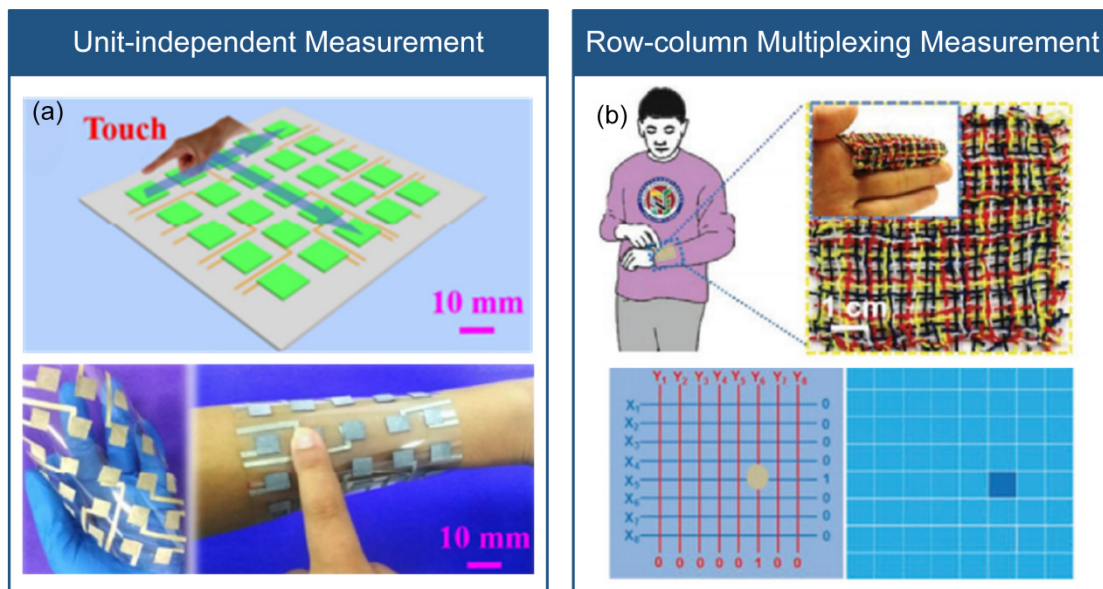 Unit-independent Measurement
(a)
Touch
10 mm
10 mm
Row-column Multiplexing Measurement
(b)
1 cm
Y1 Y2 Y3 Y4 Y5 Y6 Y7 Y8
X1 0
X2 0
X3 0
X4 0
X5 1
X6 0
X7 0
X8 0
0 0 0 0 0 1 0 0